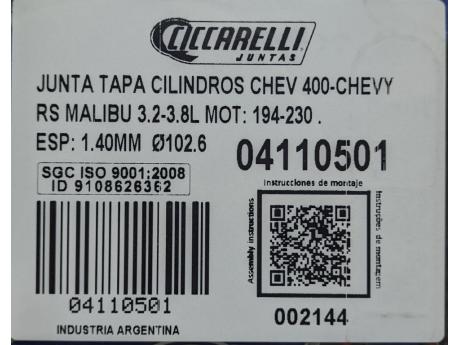 CICCARELLI
JUNTAS
JUNTA TAPA CILINDROS CHEV 400-CHEVY
RS MALIBU 3.2-3.8L MOT: 194-230 .
ESP: 1.40MM Ø102.6
04110501
SGC ISO 9001:2008
ID 9108626362
Instrucciones de montaje
Assembly instructions
Instruções de montagem
04110501
002144
INDUSTRIA ARGENTINA